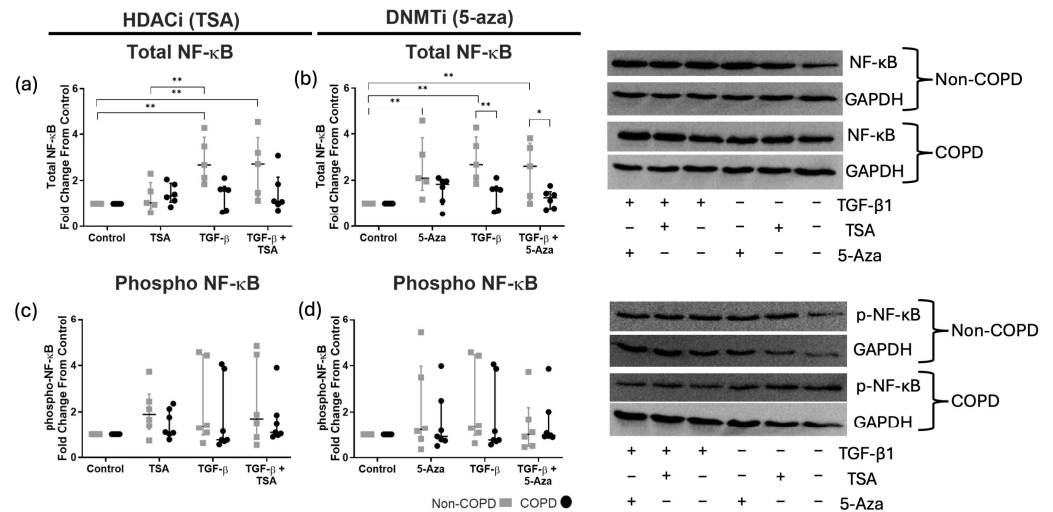 HDACi (TSA)
DNMTi (5-aza)
Total NF-κB
Total NF-κB
(a)
(b)
**
**
**
**
**
**
**
*
Total NF-κB
Fold Change From Control
6
4
2
0
Control
TSA
TGF-β
TGF-β +
TSA
Total NF-κB
Fold Change From Control
6
4
2
0
Control
5-Aza
TGF-β
TGF-β +
5-Aza
NF-κB
GAPDH
Non-COPD
NF-κB
GAPDH
COPD
+ + + – – – TGF-β1
– + – – + – TSA
+ – – + – – 5-Aza
Phospho NF-κB
Phospho NF-κB
(c)
(d)
phospho-NF-κB
Fold Change From Control
6
4
2
0
Control
TSA
TGF-β
TGF-β +
TSA
phospho-NF-κB
Fold Change From Control
6
4
2
0
Control
5-Aza
TGF-β
TGF-β +
5-Aza
Non-COPD COPD
p-NF-κB
GAPDH
Non-COPD
p-NF-κB
GAPDH
COPD
+ + + – – – TGF-β1
– + – – + – TSA
+ – – + – – 5-Aza